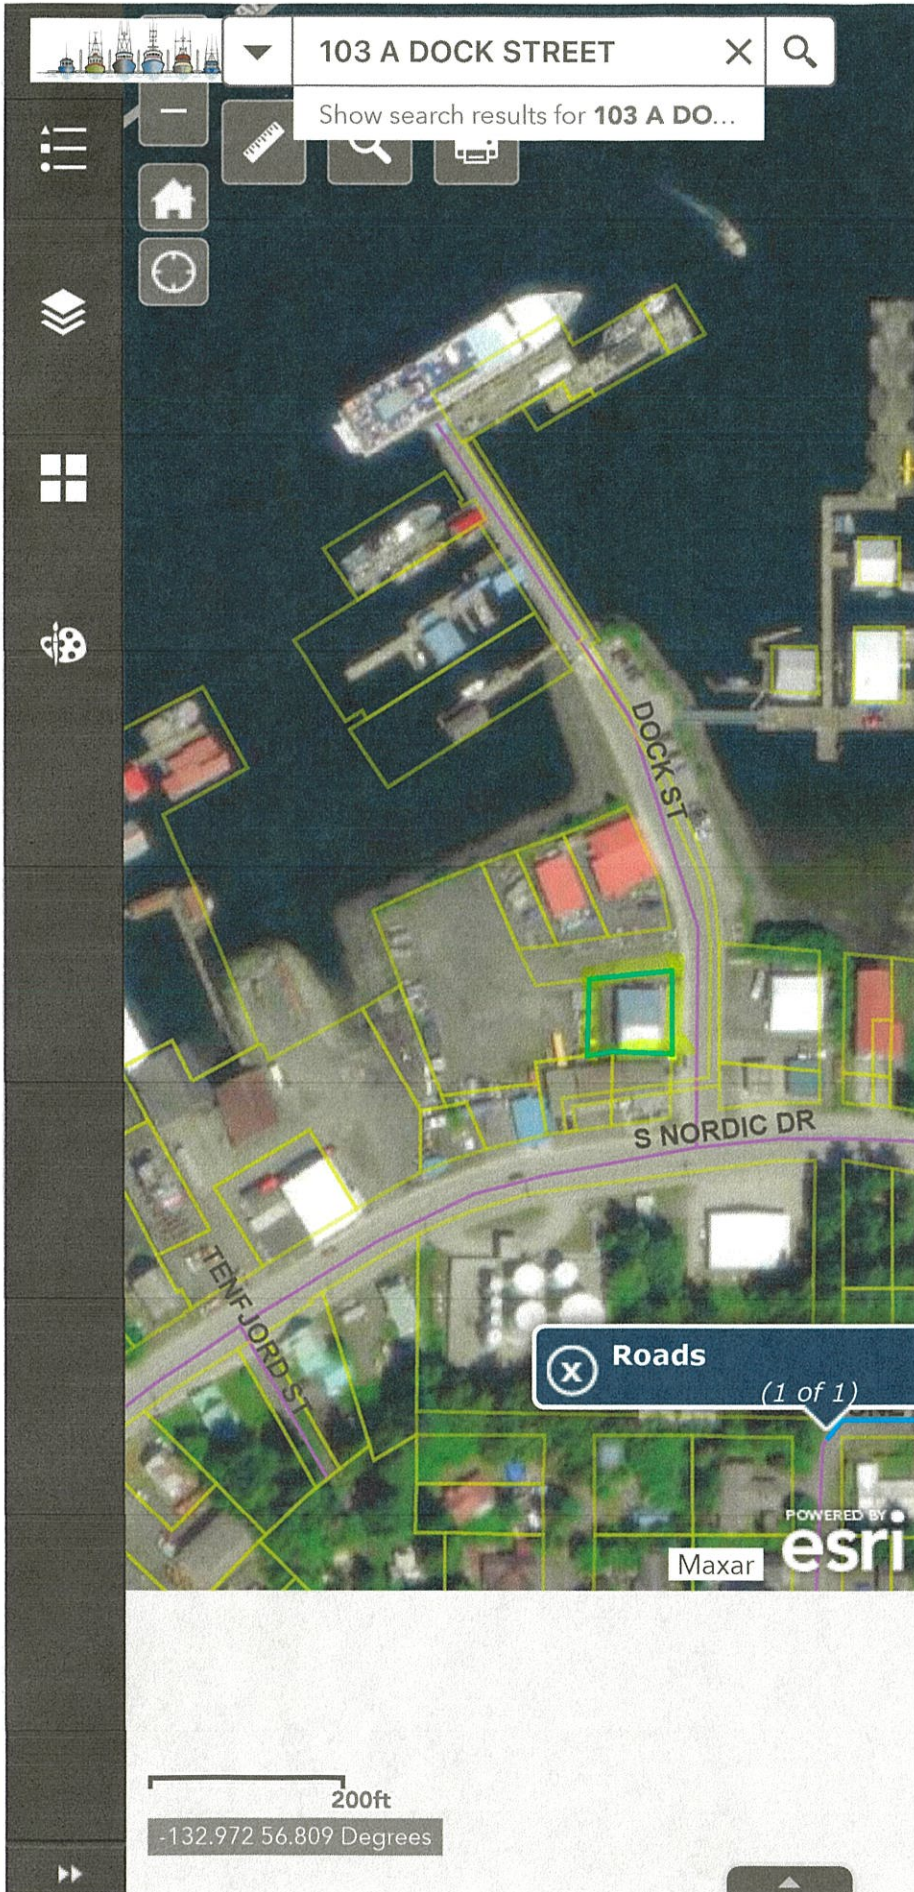 103 A DOCK STREET
Show search results for 103 A DO...
DOCK ST
S NORDIC DR
TENFJORD ST
Roads
(1 of 1)
POWERED BY
esri
Maxar
200ft
-132.972 56.809 Degrees